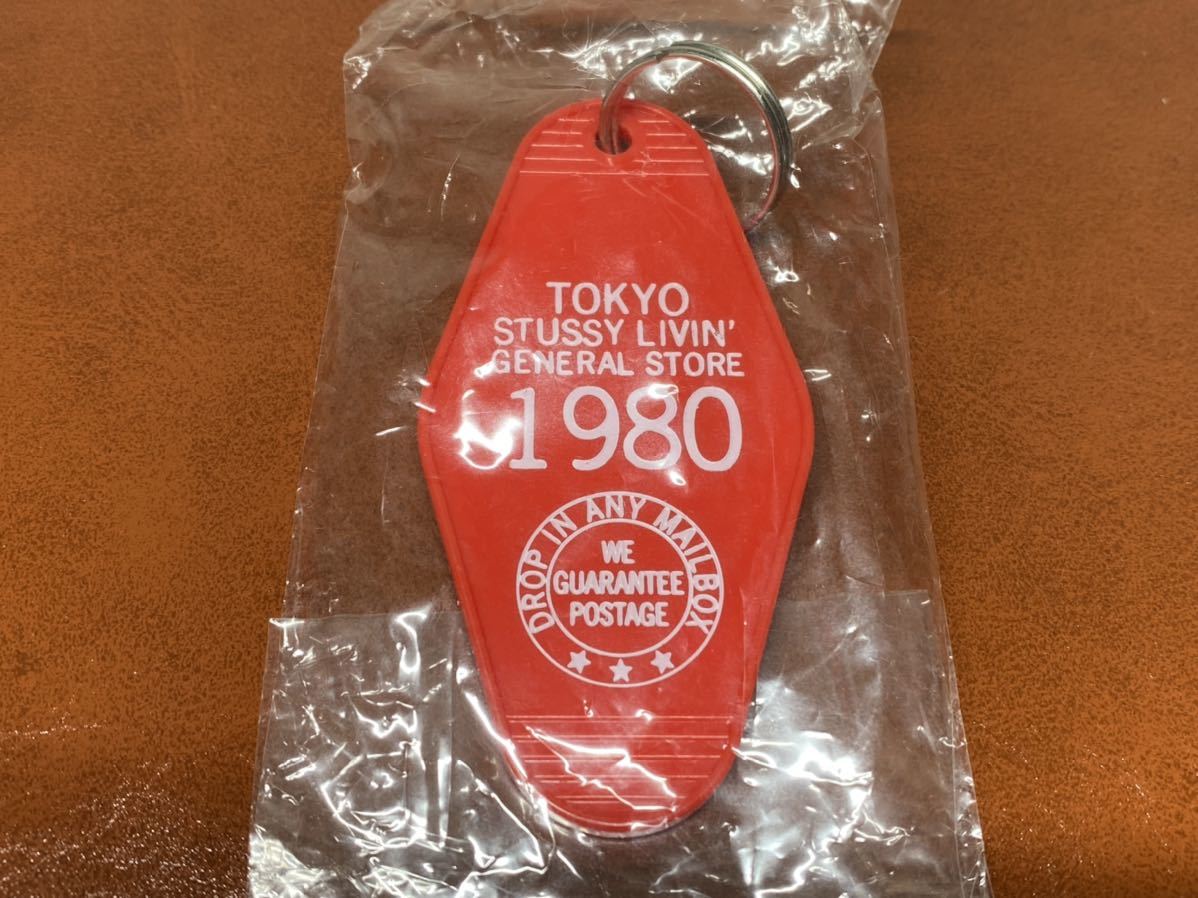 TOKYO
STUSSY LIVIN'
GENERAL STORE
1980
DROP IN ANY MAILBOX
WE
GUARANTEE
POSTAGE